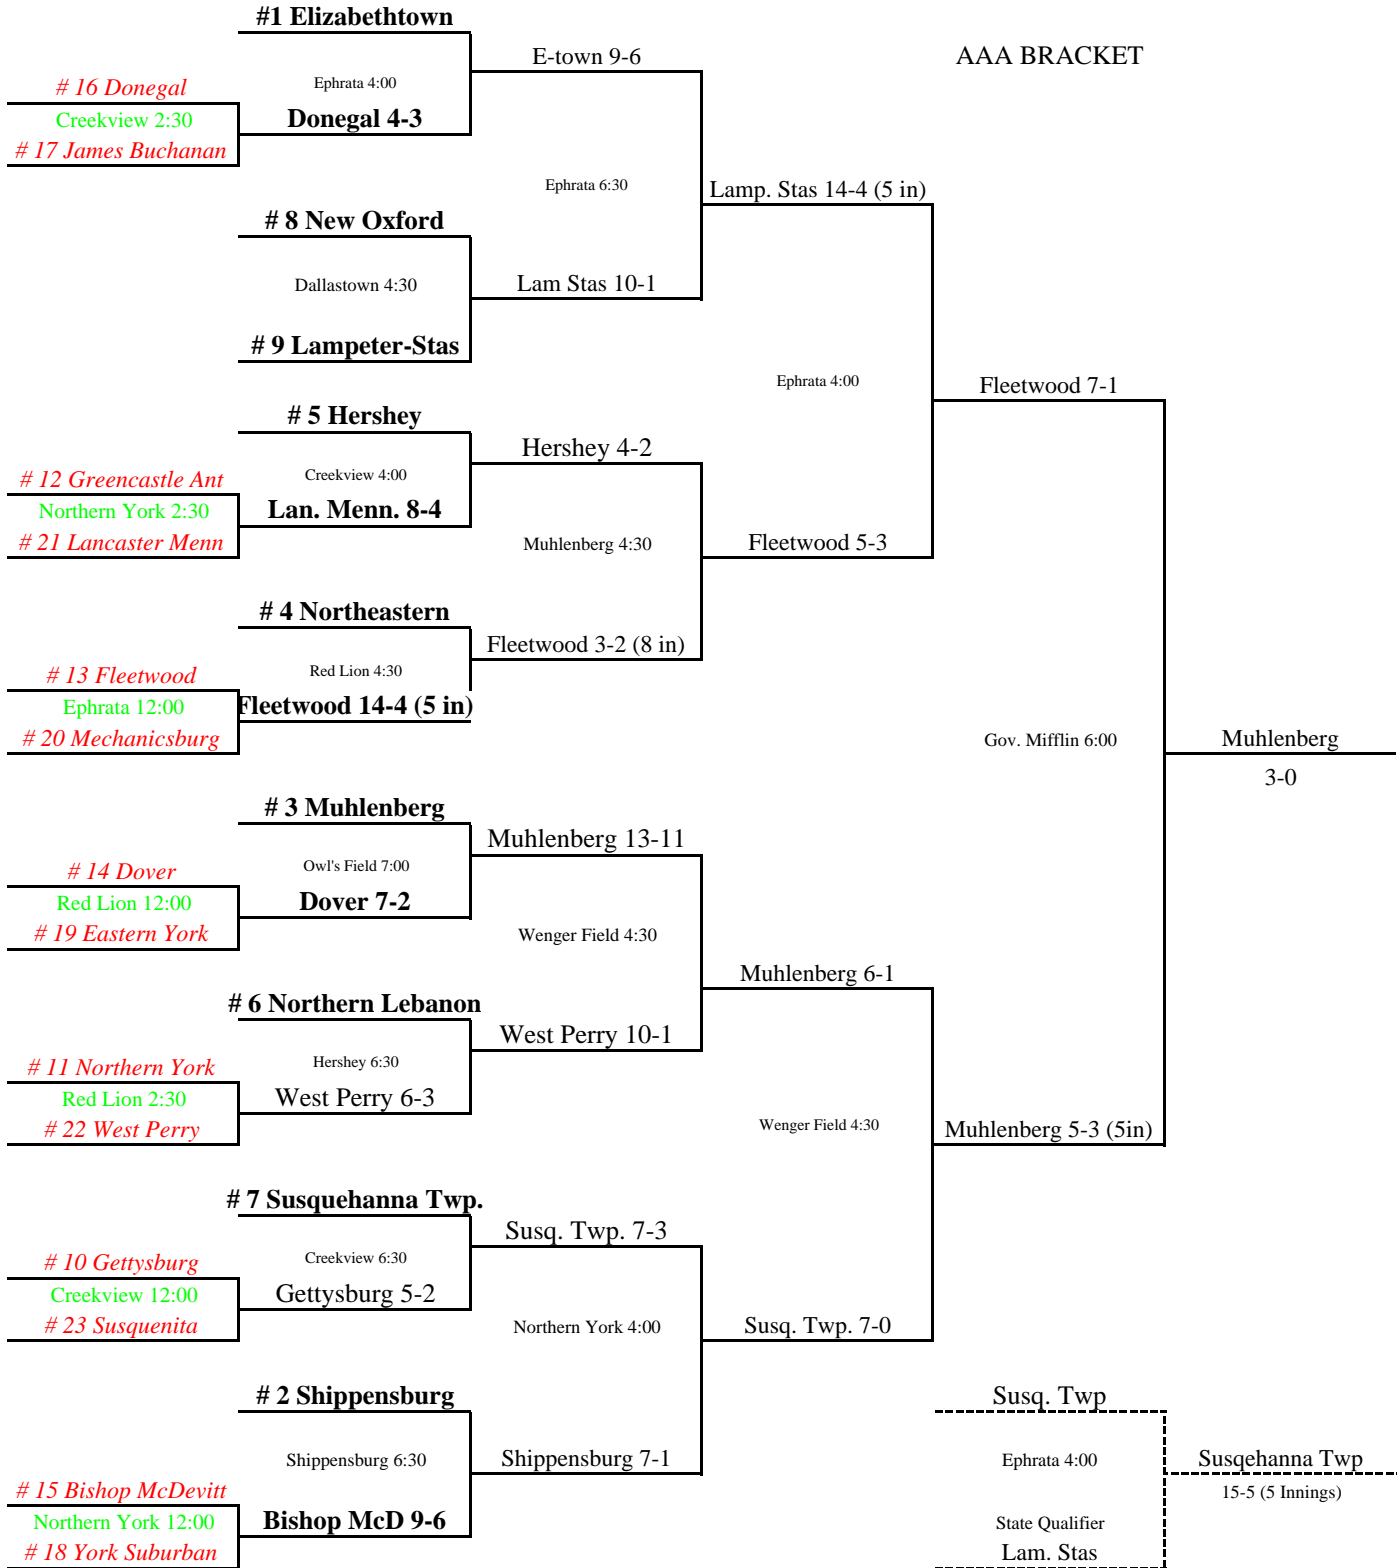 #1 Elizabethtown
E-town 9-6
AAA BRACKET
# 16 Donegal
Ephrata 4:00
Creekview 2:30
Donegal 4-3
# 17 James Buchanan
Ephrata 6:30
Lamp. Stas 14-4 (5 in)
# 8 New Oxford
Dallastown 4:30
Lam Stas 10-1
# 9 Lampeter-Stas
Ephrata 4:00
Fleetwood 7-1
# 5 Hershey
Hershey 4-2
# 12 Greencastle Ant
Creekview 4:00
Northern York 2:30
Lan. Menn. 8-4
# 21 Lancaster Menn
Muhlenberg 4:30
Fleetwood 5-3
# 4 Northeastern
Fleetwood 3-2 (8 in)
# 13 Fleetwood
Red Lion 4:30
Ephrata 12:00
Fleetwood 14-4 (5 in)
# 20 Mechanicsburg
Gov. Mifflin 6:00
Muhlenberg
3-0
# 3 Muhlenberg
Muhlenberg 13-11
# 14 Dover
Owl's Field 7:00
Red Lion 12:00
Dover 7-2
# 19 Eastern York
Wenger Field 4:30
Muhlenberg 6-1
# 6 Northern Lebanon
West Perry 10-1
# 11 Northern York
Hershey 6:30
Red Lion 2:30
West Perry 6-3
# 22 West Perry
Wenger Field 4:30
Muhlenberg 5-3 (5in)
# 7 Susquehanna Twp.
Susq. Twp. 7-3
# 10 Gettysburg
Creekview 6:30
Creekview 12:00
Gettysburg 5-2
# 23 Susquenita
Northern York 4:00
Susq. Twp. 7-0
# 2 Shippensburg
Susq. Twp
Shippensburg 6:30
Shippensburg 7-1
Ephrata 4:00
Susqehanna Twp
# 15 Bishop McDevitt
15-5 (5 Innings)
Northern York 12:00
Bishop McD 9-6
State Qualifier
# 18 York Suburban
Lam. Stas